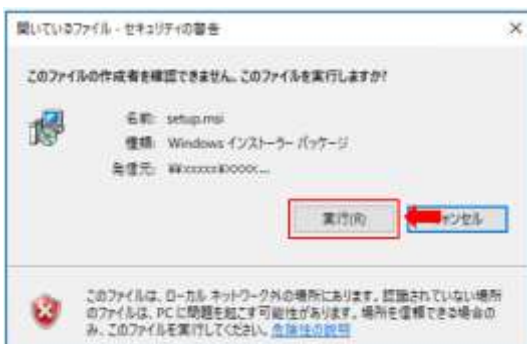 開いているファイル - セキュリティの警告
このファイルの作成者を確認できません。このファイルを実行しますか?
名前: setup.msi
種類: Windows インストーラー パッケージ
発信元:
実行(R)
ャンセル
このファイルは、ローカル ネットワーク外の場所にあります。認識されていない場所
のファイルは、PC に問題を起こす可能性があります。場所を信頼できる場合の
み、このファイルを実行してください。危険性の説明